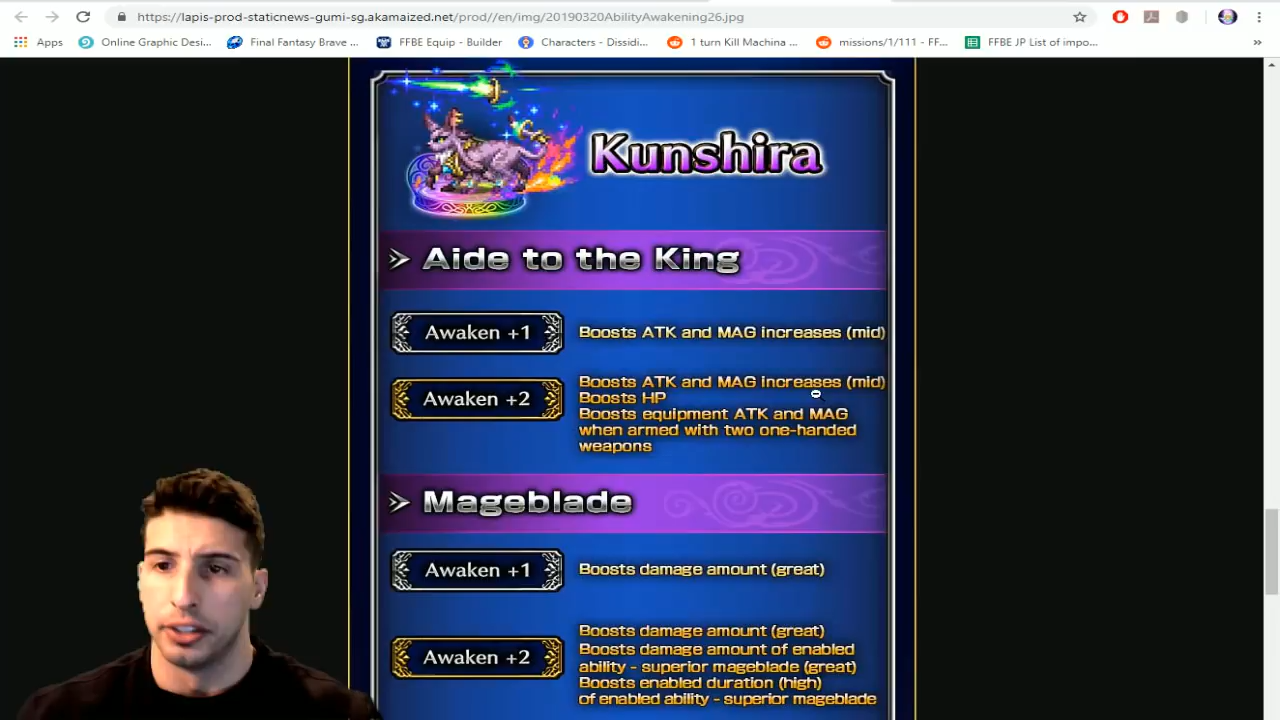 https://lapis-prod-staticnews-gumi-sg.akamaized.net/prod//en/img/20190320AbilityAwakening26.jpg
Apps Online Graphic Desi... Final Fantasy Brave ... FFBE Equip - Builder Characters - Dissidi... 1 turn Kill Machina ... missions/1/111 - FF... FFBE JP List of impo... »
Kunshira
Aide to the King
Awaken +1 Boosts ATK and MAG increases (mid)
Boosts ATK and MAG increases (mid)
Awaken +2 Boosts HP
Boosts equipment ATK and MAG
when armed with two one-handed
weapons
Mageblade
Awaken +1 Boosts damage amount (great)
Boosts damage amount (great)
Boosts damage amount of enabled
Awaken +2 ability - superior mageblade (great)
Boosts enabled duration (high)
of enabled ability - superior mageblade